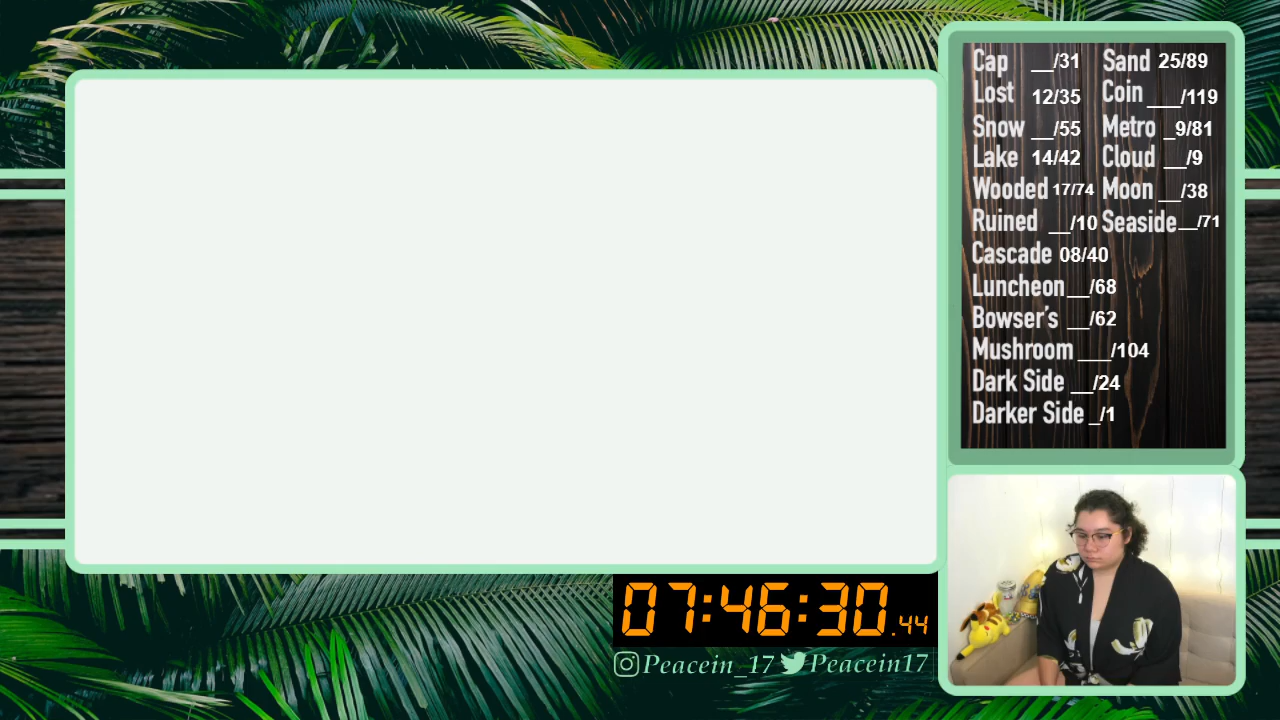 Cap __/31 Sand 25/89
Lost 12/35 Coin ___/119
Snow __/55 Metro _9/81
Lake 14/42 Cloud __/9
Wooded 17/74 Moon __/38
Ruined __/10 Seaside __/71
Cascade 08/40
Luncheon __/68
Bowser's __/62
Mushroom ___/104
Dark Side __/24
Darker Side _/1
07:46:30.44
Peacein_17 Peacein17